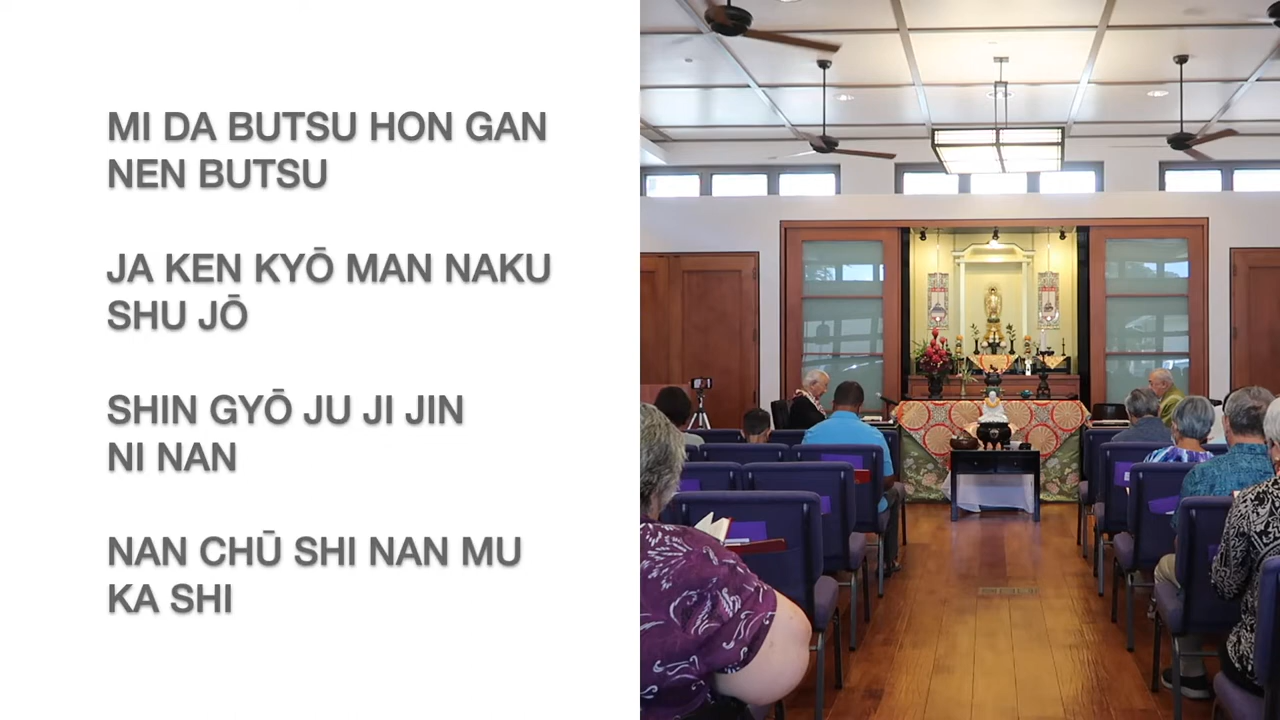 MI DA BUTSU HON GAN
NEN BUTSU
JA KEN KYŌ MAN NAKU
SHU JŌ
SHIN GYŌ JU JI JIN
NI NAN
NAN CHŪ SHI NAN MU
KA SHI